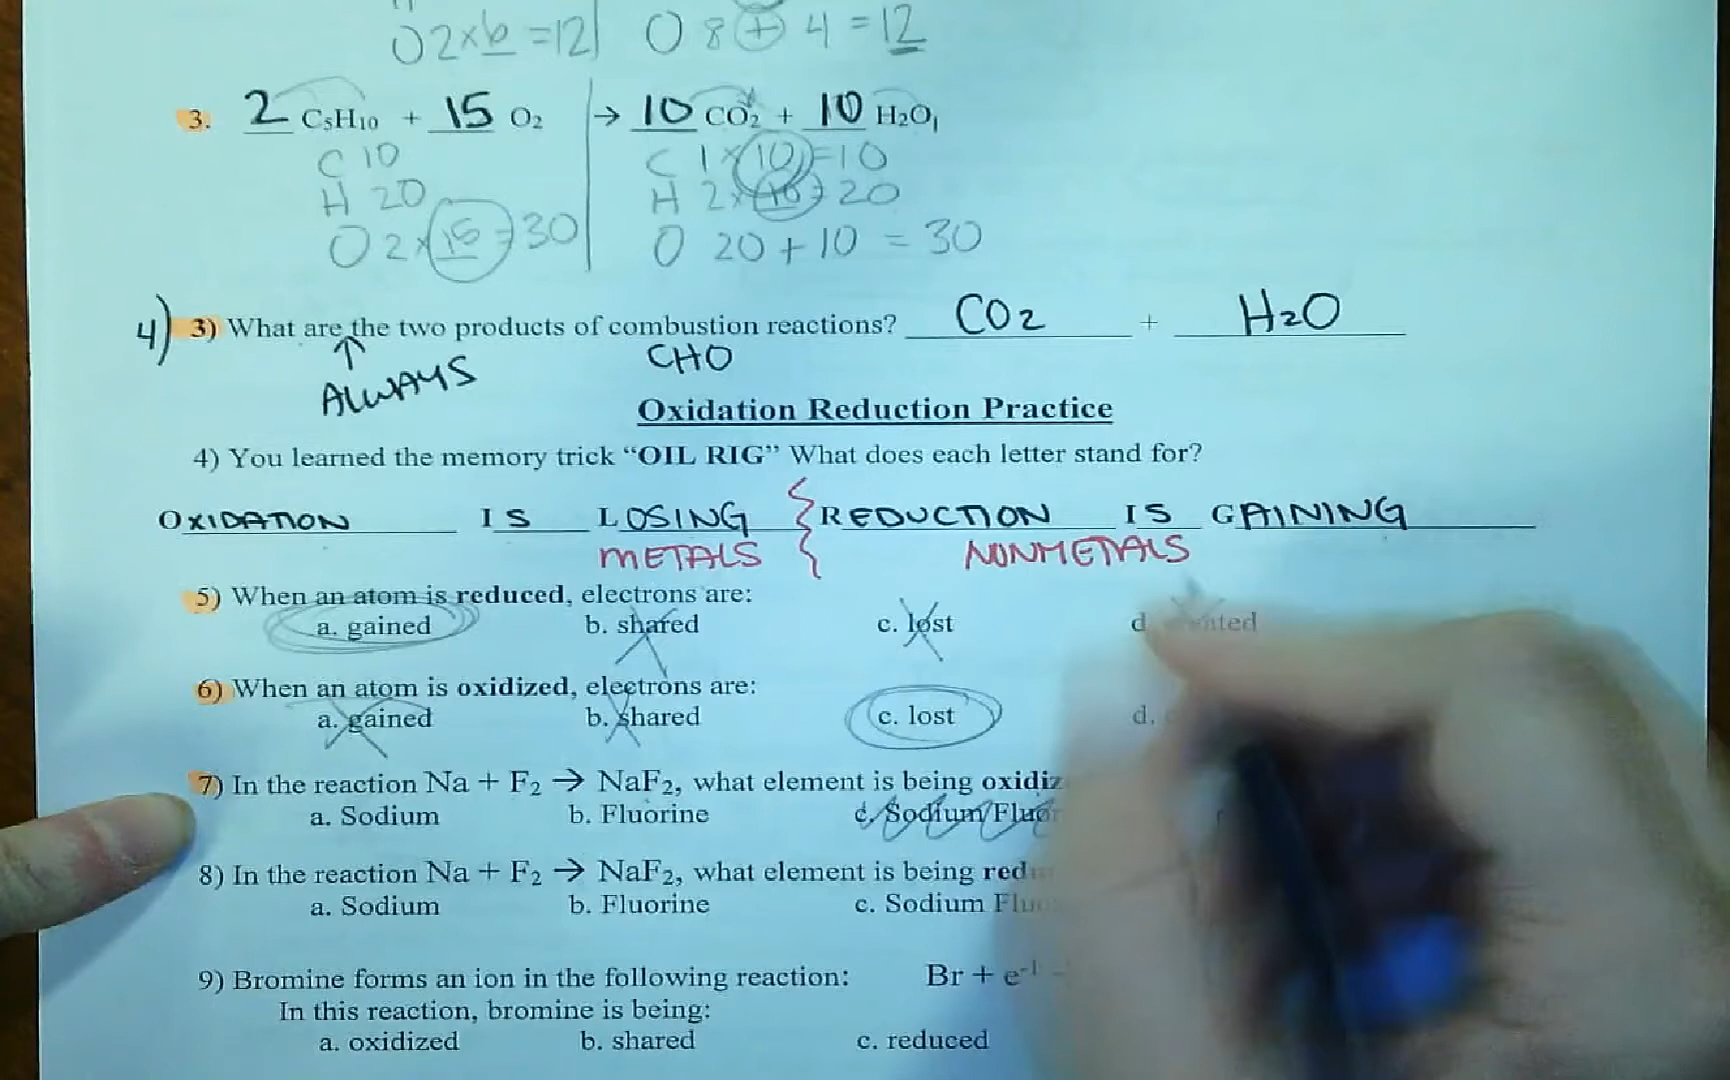 O 2×6 =12 O 8 + 4 = 12
3. 2 C5H10 + 15 O2 → 10 CO2 + 10 H2O1
C 10 C 1×10=10
H 20 H 2×10=20
O 2×15=30 O 20+10 = 30
4) 3) What are the two products of combustion reactions? CO2 + H2O
↑ ALWAYS CHO
Oxidation Reduction Practice
4) You learned the memory trick “OIL RIG” What does each letter stand for?
OXIDATION IS LOSING REDUCTION IS GAINING
METALS NONMETALS
5) When an atom is reduced, electrons are:
a. gained b. shared c. lost d.
6) When an atom is oxidized, electrons are:
a. gained b. shared c. lost d.
7) In the reaction Na + F2 → NaF2, what element is being
a. Sodium b. Fluorine c. Sodium
8) In the reaction Na + F2 → NaF2, what element is being
a. Sodium b. Fluorine c. Sodium
9) Bromine forms an ion in the following reaction: Br + e-1
In this reaction, bromine is being:
a. oxidized b. shared c. reduced